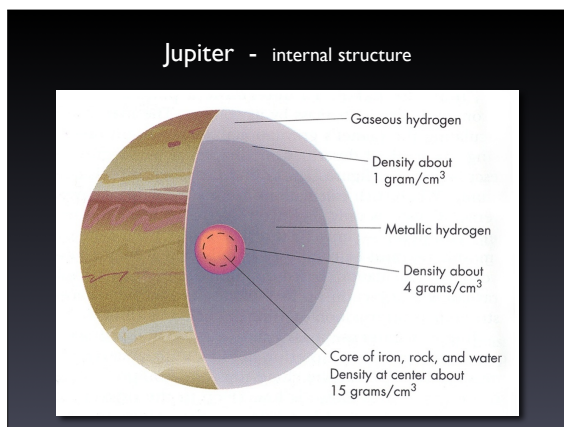 Jupiter - internal structure
Gaseous hydrogen
Density about
1 gram/cm³
Metallic hydrogen
Density about
4 grams/cm³
Core of iron, rock, and water
Density at center about
15 grams/cm³